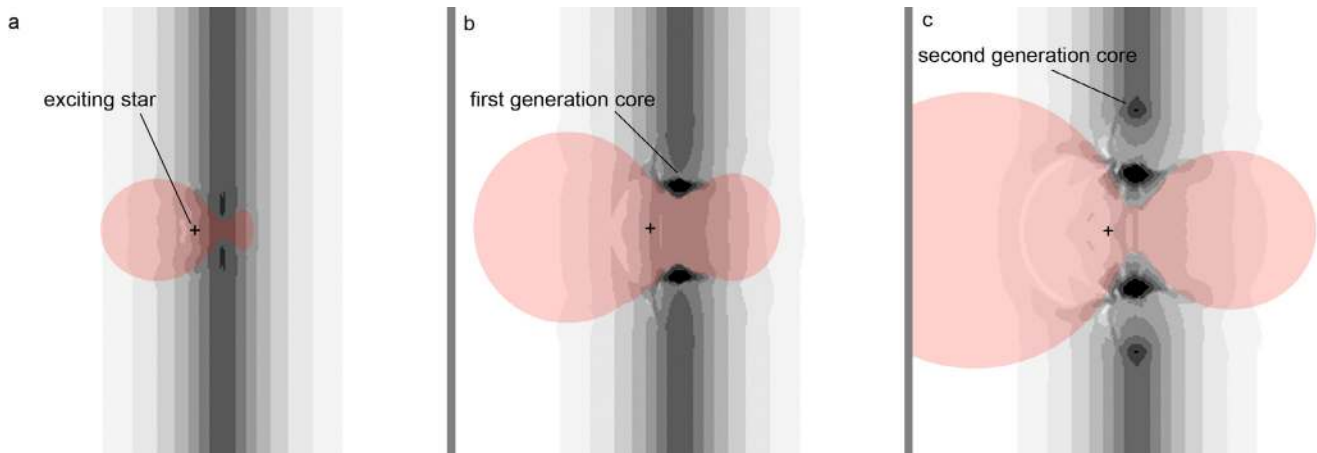 a
exciting star
b
first generation core
c
second generation core